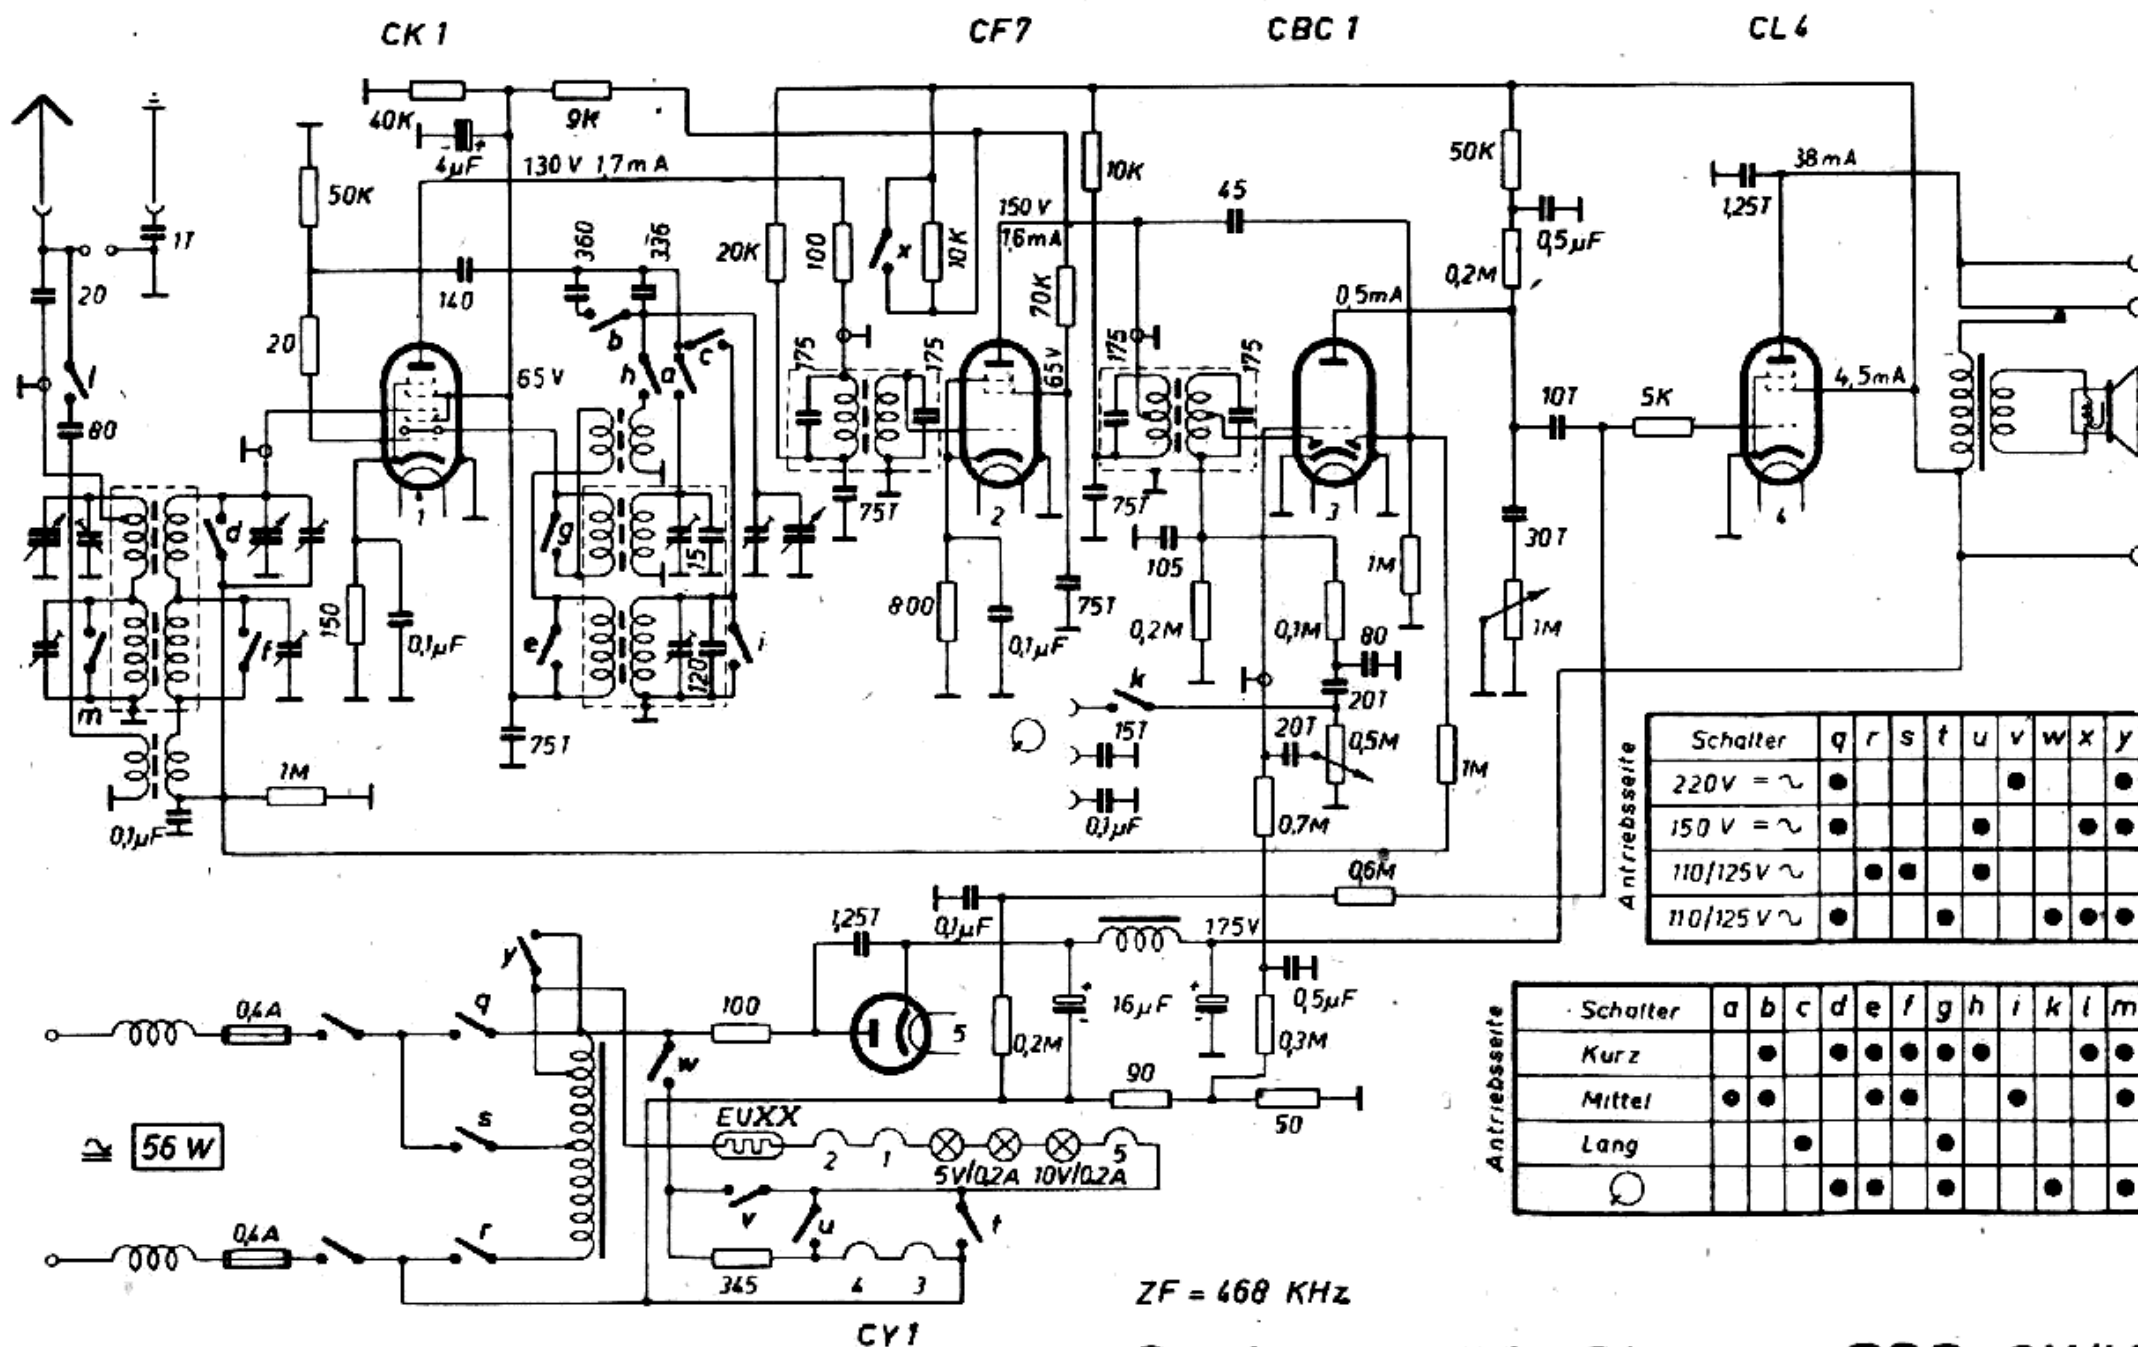 CK 1
CF7
CBC 1
CL4
40K
9K
4µF
+
130 V 1,7 mA
50K
1T
20
140
360
336
20K
100
x
10K
150 V
1,6mA
10K
45
70K
50K
0,5µF
0,2M
0,5mA
1,25T
38mA
20
l
80
65 V
b
h
a
c
175
175
65V
175
175
10T
5K
4,5mA
1
2
3
4
d
g
15
75T
75T
105
1M
30T
1M
m
f
150
0,1µF
e
120
i
75T
800
0,1µF
75T
0,2M
0,1M
80
20T
k
15T
20T
0,5M
1M
0,1µF
1M
0,1µF
0,7M
0,6M
Antriebsseite
Schalter q r s t u v w x y
220V = ~
150 V = ~
110/125V ~
110/125V ~
y
1,25T
0,1µF
175V
0,4A
q
100
5
0,2M
+
16µF
+
-
-
0,5µF
0,3M
w
90
50
56 W
s
EUXX
2
1
5V/0,2A
10V/0,2A
5
v
u
t
0,4A
r
345
4
3
Antriebsseite
Schalter a b c d e f g h i k l m
Kurz
Mittel
Lang
ZF = 468 KHz
CY1